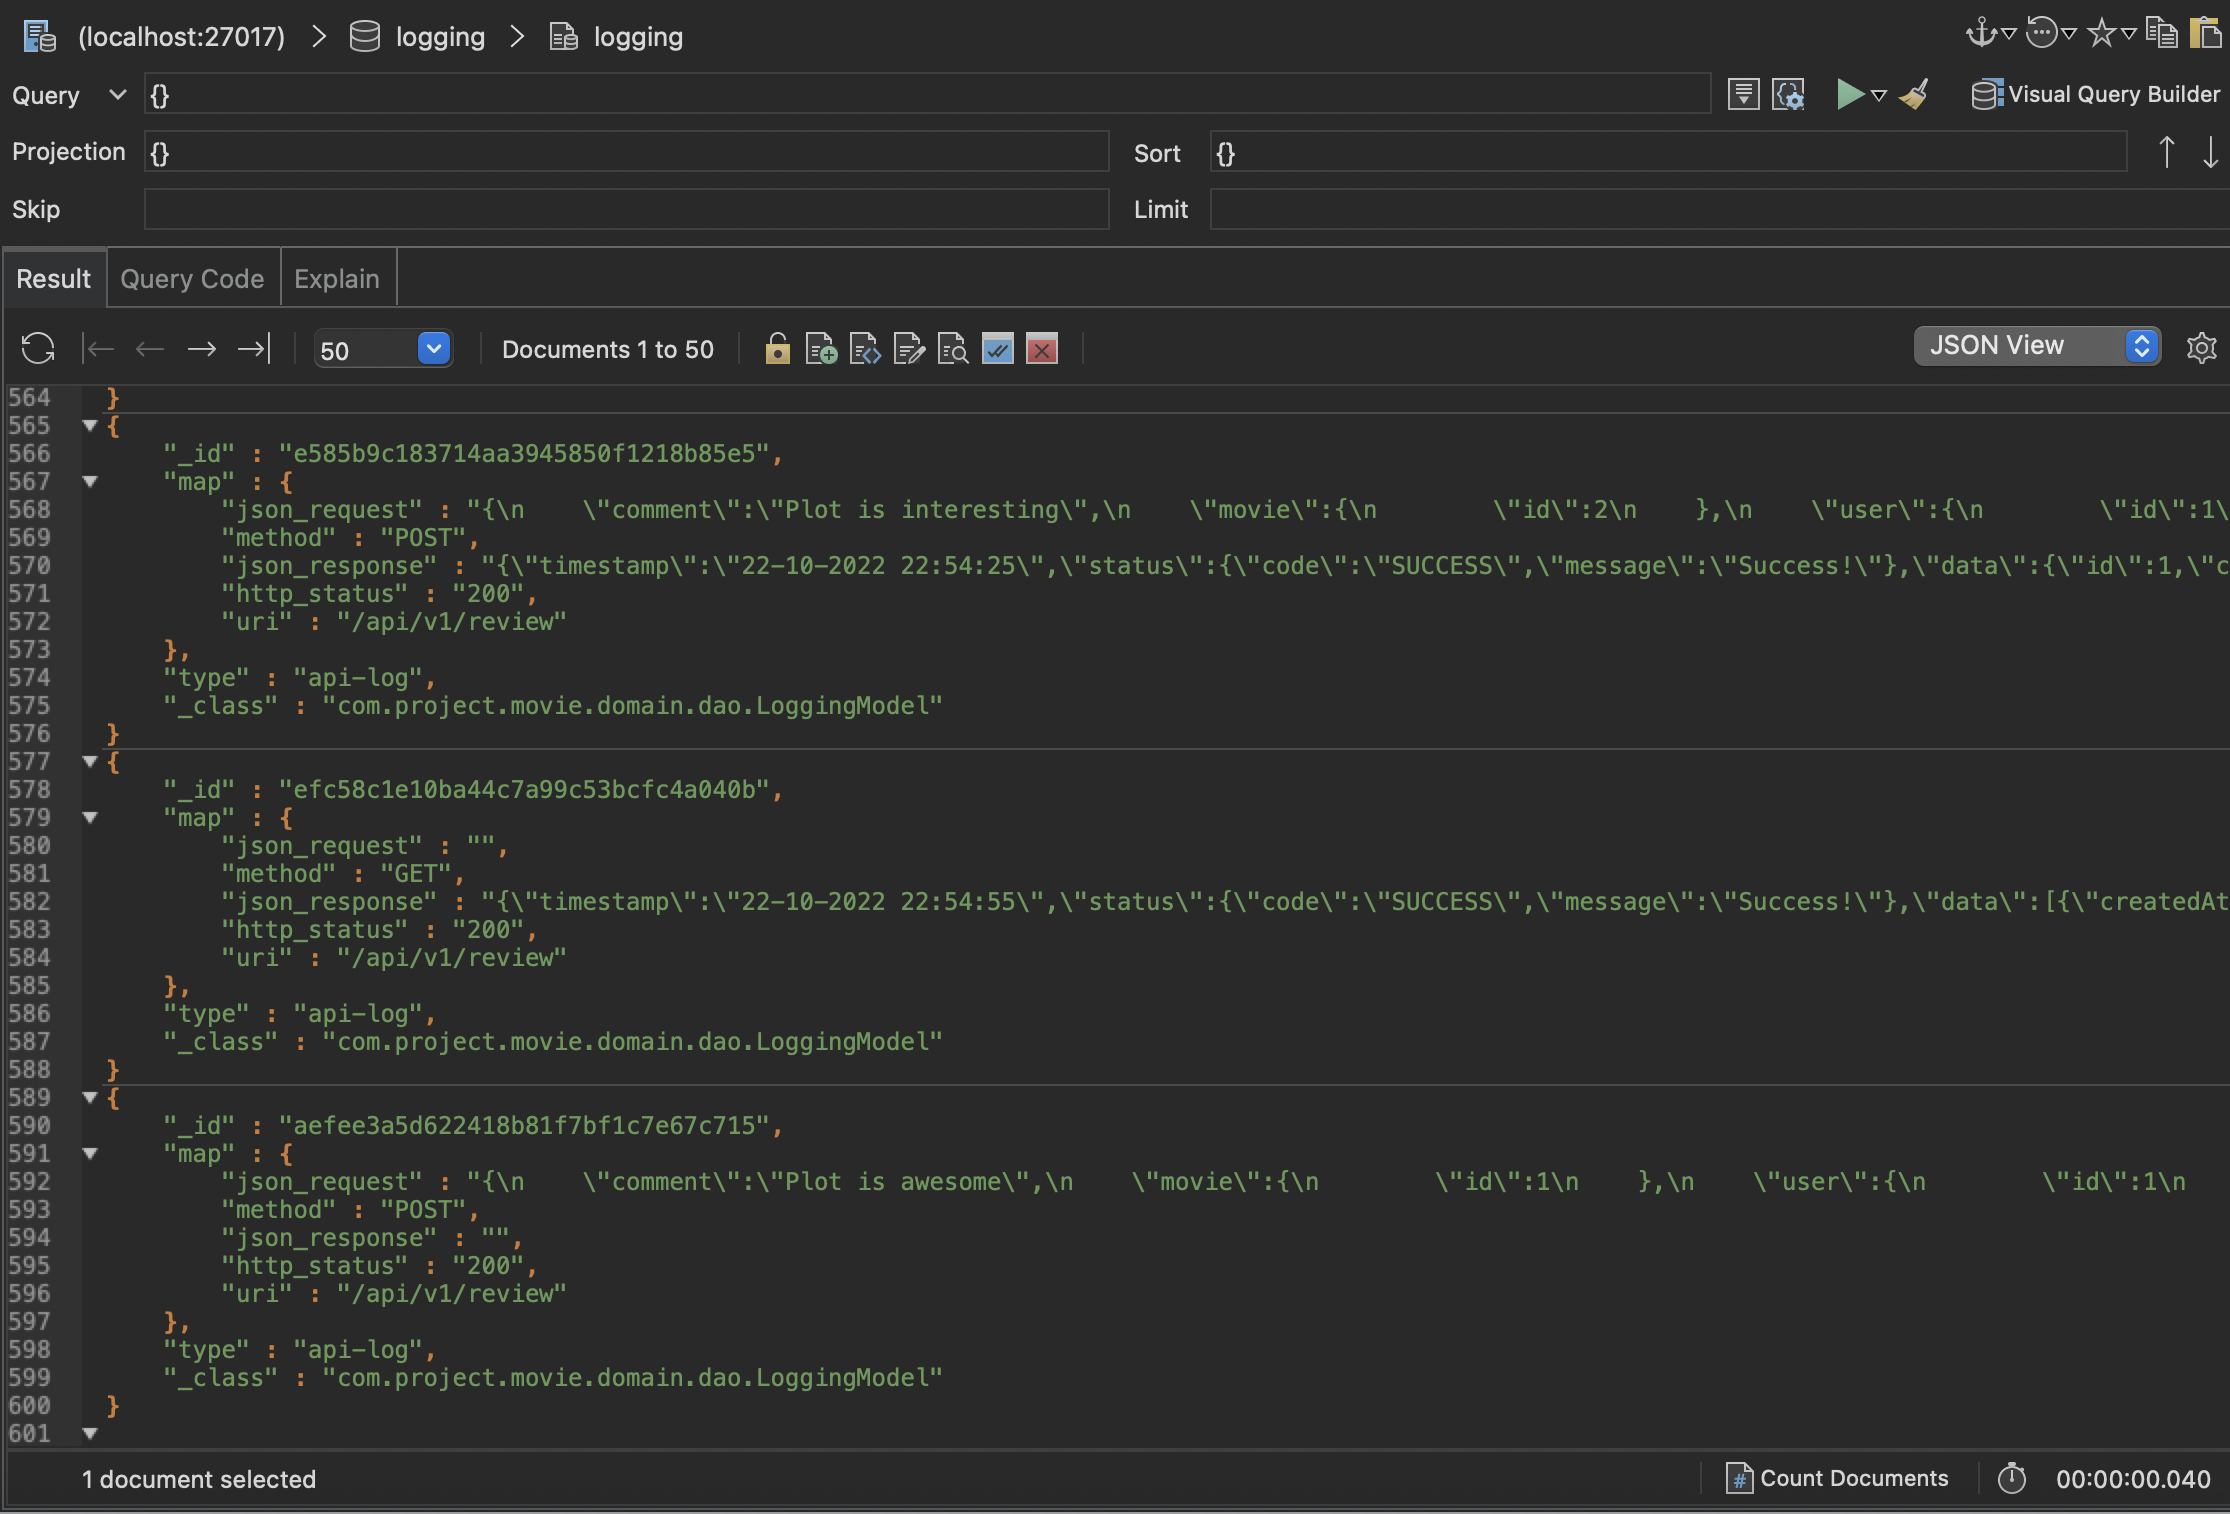 (localhost:27017) > logging > logging
Query {} Visual Query Builder
Projection {} Sort {}
Skip Limit
Result Query Code Explain
50 Documents 1 to 50 JSON View
564 }
565 {
566 "_id" : "e585b9c183714aa3945850f1218b85e5",
567 "map" : {
568 "json_request" : "{\n    \"comment\":\"Plot is interesting\",\n    \"movie\":{\n        \"id\":2\n    },\n    \"user\":{\n        \"id\":1\
569 "method" : "POST",
570 "json_response" : "{\"timestamp\":\"22-10-2022 22:54:25\",\"status\":{\"code\":\"SUCCESS\",\"message\":\"Success!\"},\"data\":{\"id\":1,\"c
571 "http_status" : "200",
572 "uri" : "/api/v1/review"
573 },
574 "type" : "api-log",
575 "_class" : "com.project.movie.domain.dao.LoggingModel"
576 }
577 {
578 "_id" : "efc58c1e10ba44c7a99c53bcfc4a040b",
579 "map" : {
580 "json_request" : "",
581 "method" : "GET",
582 "json_response" : "{\"timestamp\":\"22-10-2022 22:54:55\",\"status\":{\"code\":\"SUCCESS\",\"message\":\"Success!\"},\"data\":[{\"createdAt
583 "http_status" : "200",
584 "uri" : "/api/v1/review"
585 },
586 "type" : "api-log",
587 "_class" : "com.project.movie.domain.dao.LoggingModel"
588 }
589 {
590 "_id" : "aefee3a5d622418b81f7bf1c7e67c715",
591 "map" : {
592 "json_request" : "{\n    \"comment\":\"Plot is awesome\",\n    \"movie\":{\n        \"id\":1\n    },\n    \"user\":{\n        \"id\":1\n
593 "method" : "POST",
594 "json_response" : "",
595 "http_status" : "200",
596 "uri" : "/api/v1/review"
597 },
598 "type" : "api-log",
599 "_class" : "com.project.movie.domain.dao.LoggingModel"
600 }
601
1 document selected # Count Documents 00:00:00.040